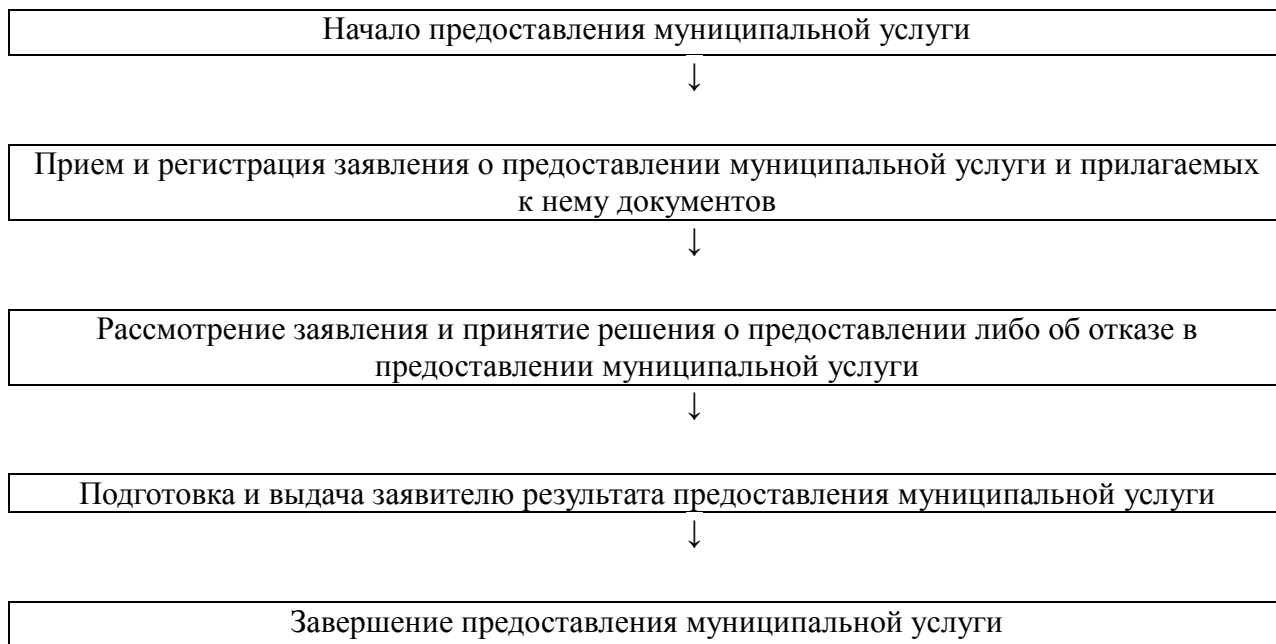 Начало предоставления муниципальной услуги
↓
Прием и регистрация заявления о предоставлении муниципальной услуги и прилагаемых
к нему документов
↓
Рассмотрение заявления и принятие решения о предоставлении либо об отказе в
предоставлении муниципальной услуги
↓
Подготовка и выдача заявителю результата предоставления муниципальной услуги
↓
Завершение предоставления муниципальной услуги